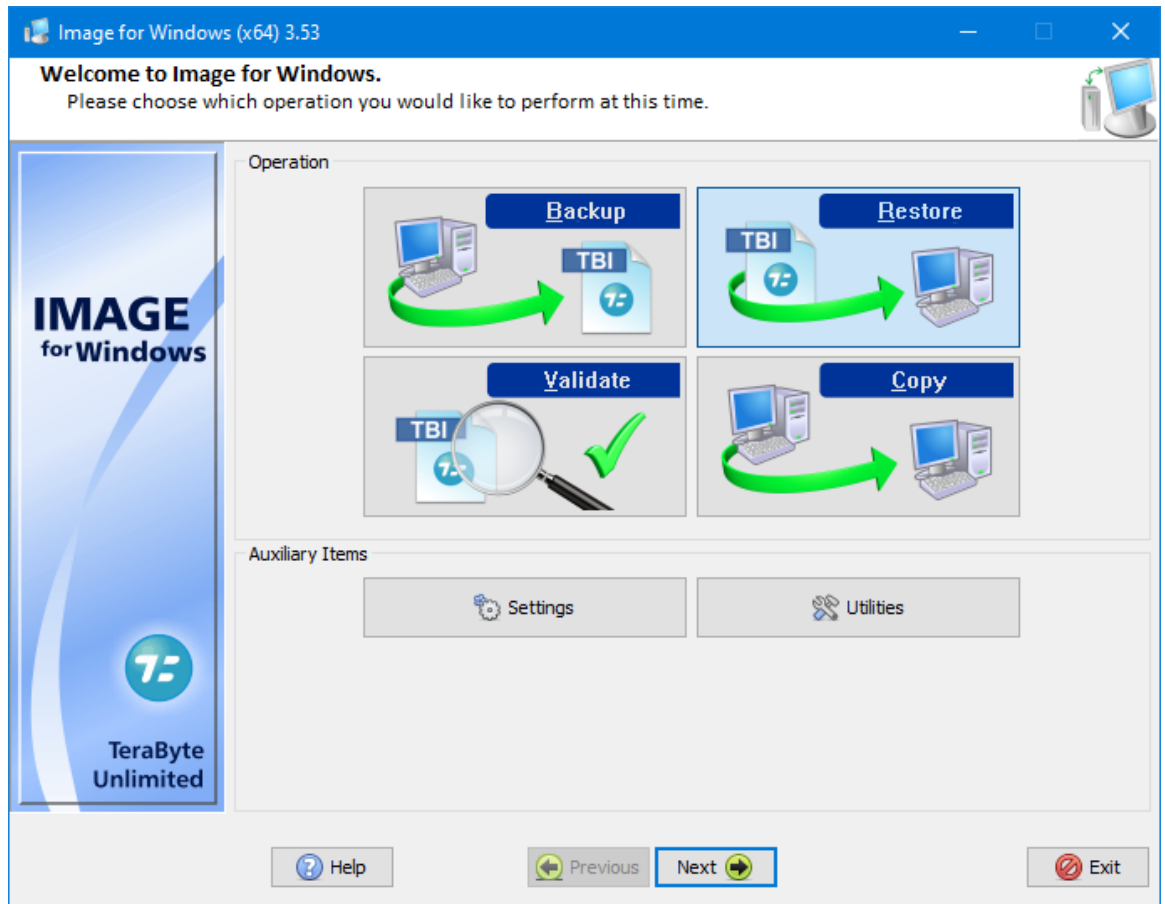 Image for Windows (x64) 3.53
Welcome to Image for Windows.
Please choose which operation you would like to perform at this time.
IMAGE
for Windows
TeraByte
Unlimited
Operation
Backup
TBI
Restore
TBI
Validate
TBI
Copy
Auxiliary Items
Settings
Utilities
Help
Previous
Next
Exit